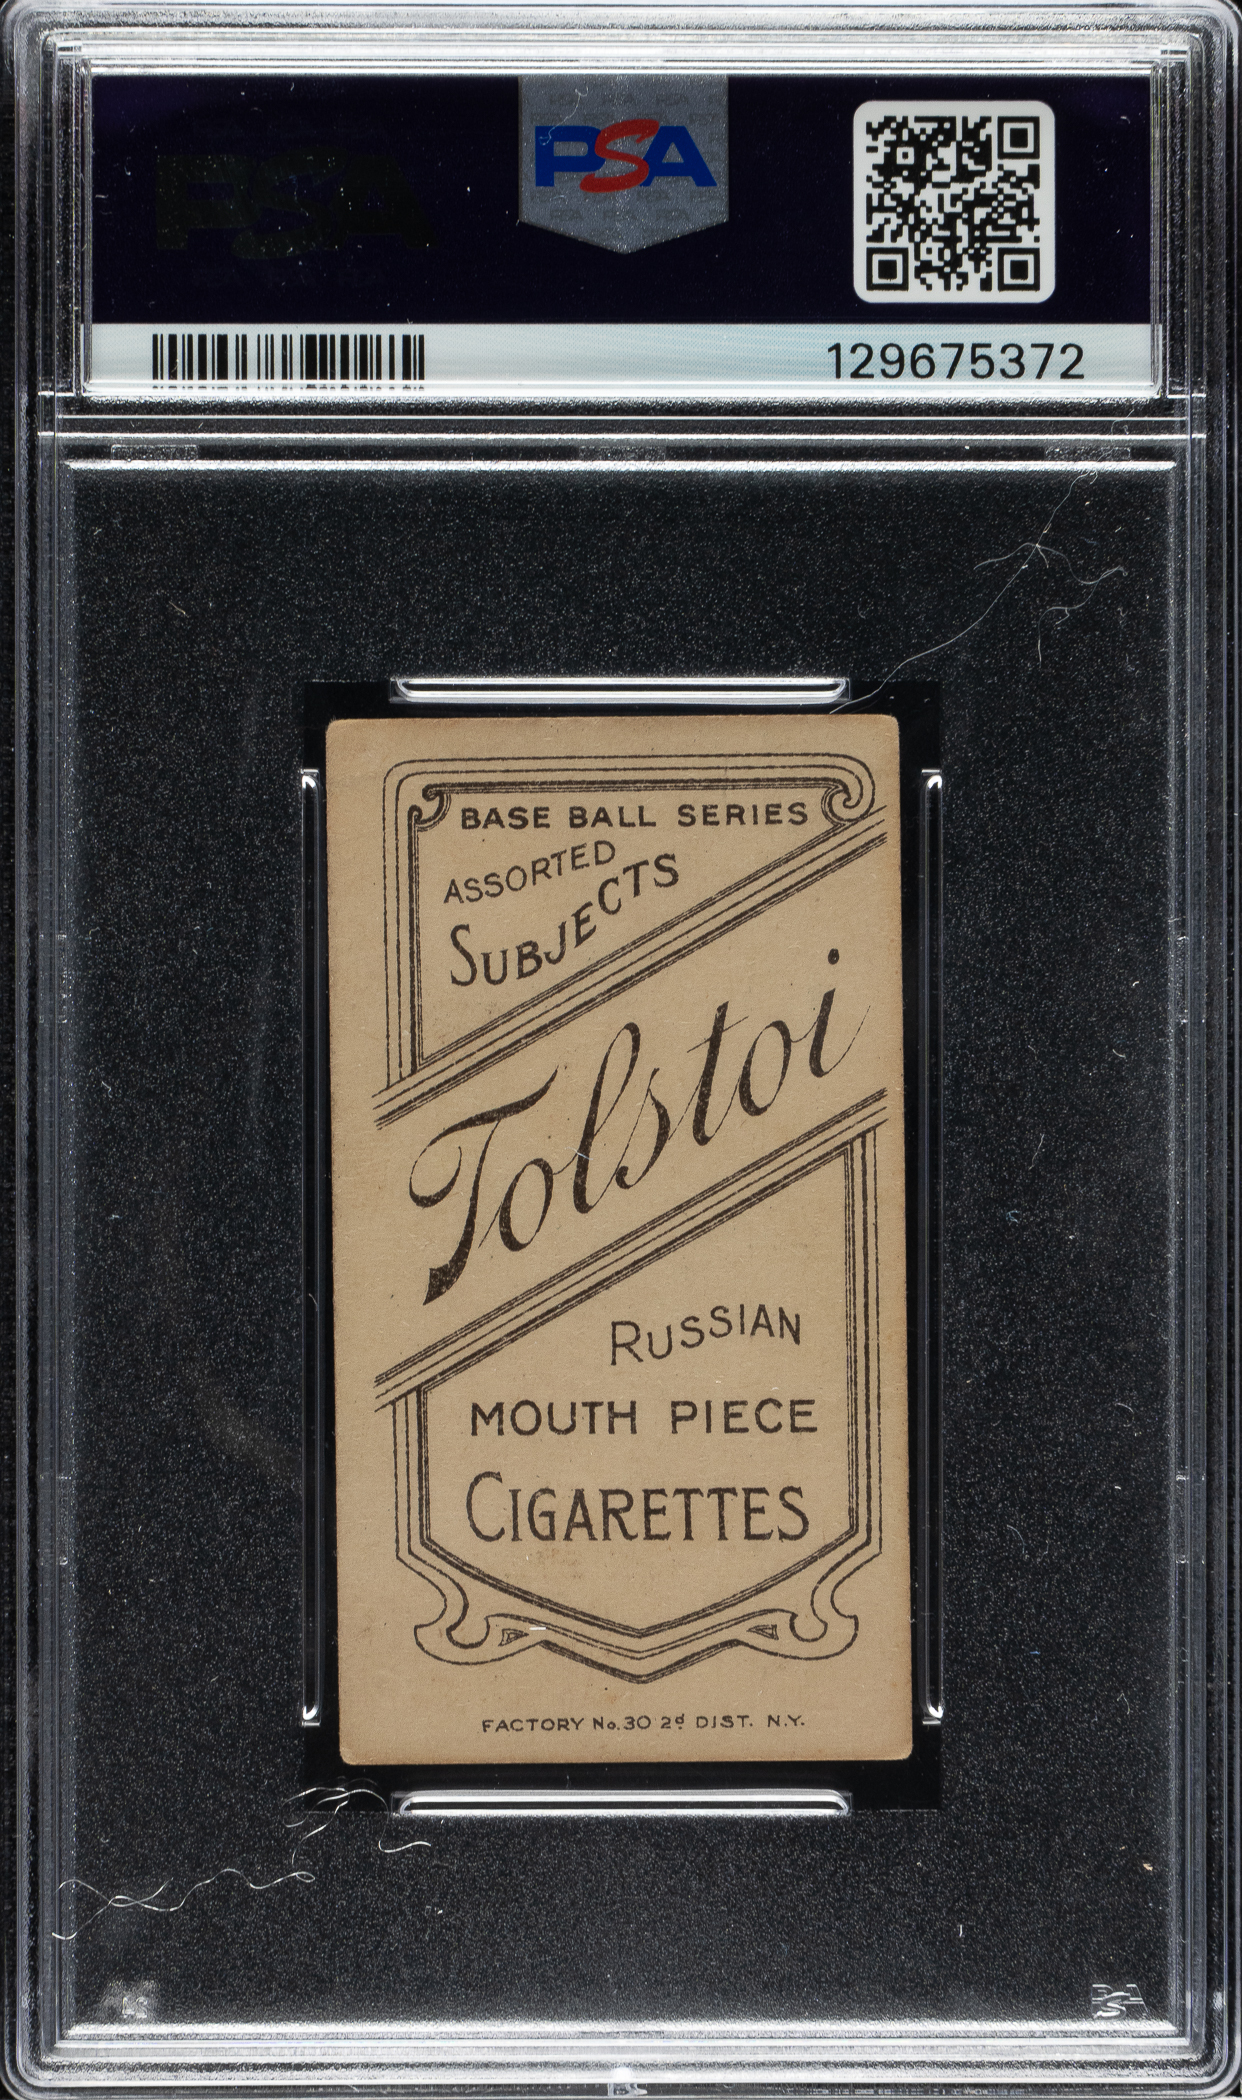 PSA
129675372
BASE BALL SERIES
ASSORTED
SUBJECTS
Tolstoi
RUSSIAN
MOUTH PIECE
CIGARETTES
FACTORY No. 30 2d DIST. N.Y.